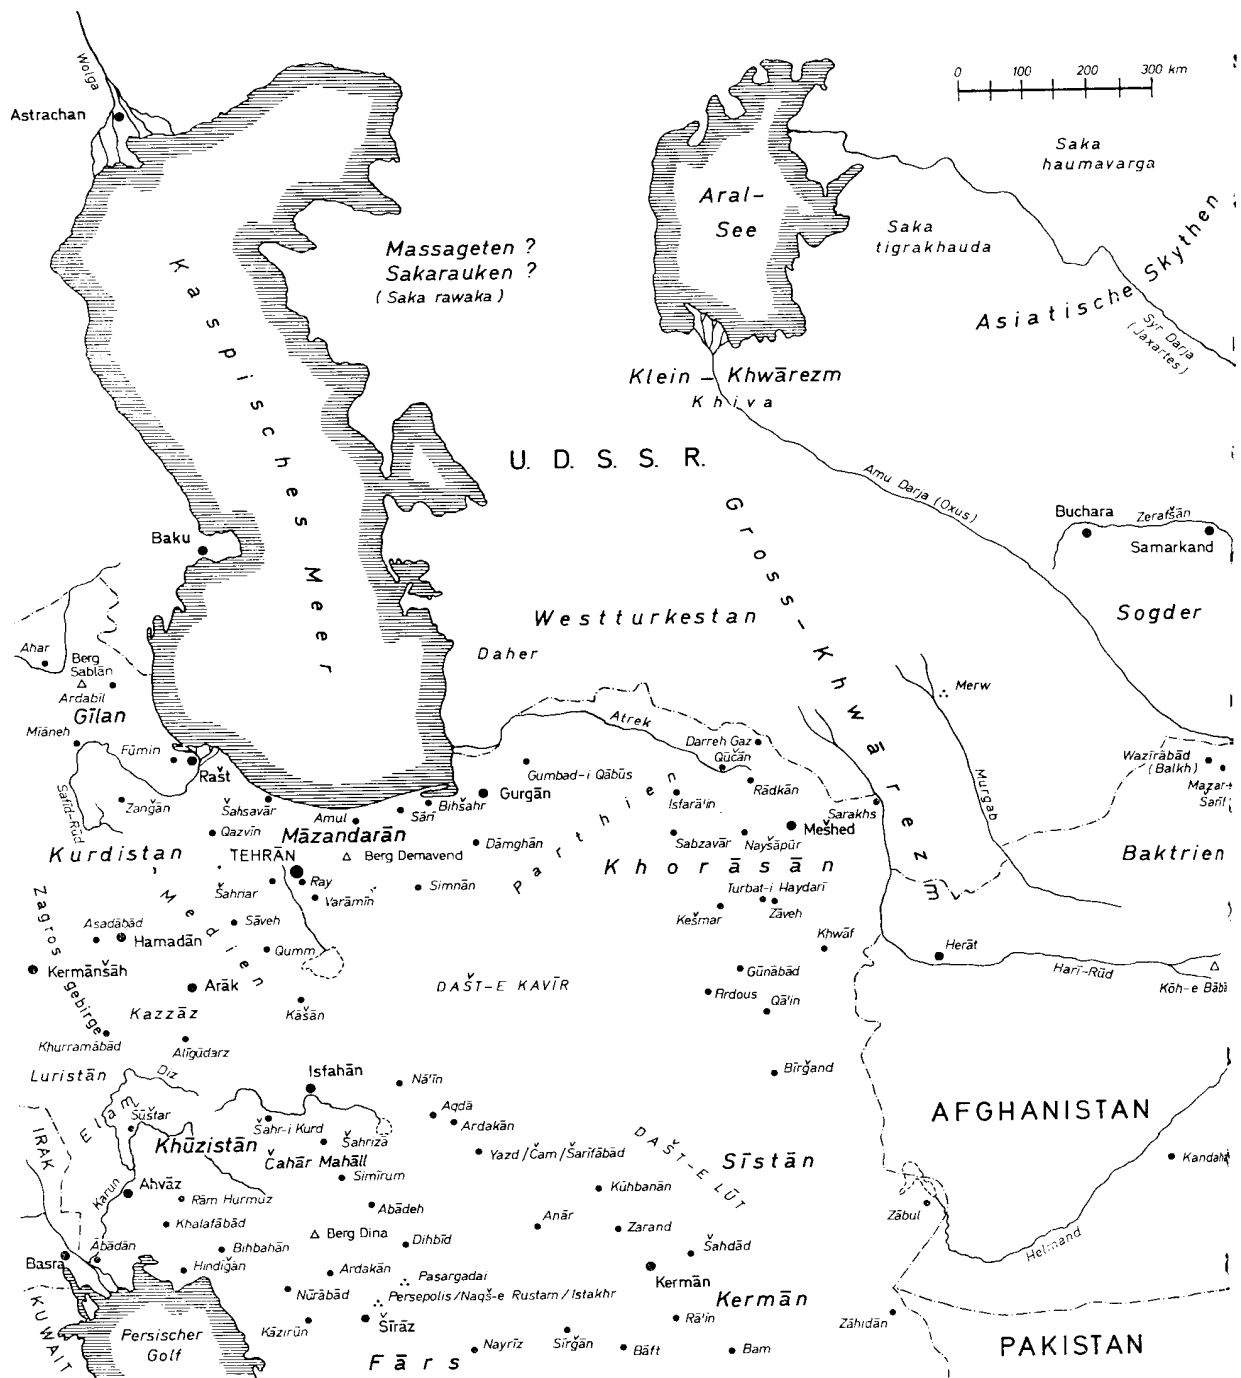 Wolga
Astrachan
0 100 200 300 km
Saka
haumavarga
Aral-
See
Saka
tigrakhauda
Massageten ?
Sakarauken ?
( Saka rawaka )
Asiatische Skythen
Syr Darja
(Jaxartes)
Kaspisches Meer
Klein - Khwārezm
Khiva
U. D. S. S. R.
Amu Darja (Oxus)
Gross-Khwārezm
Buchara
Zerafšān
Samarkand
Baku
Westturkestan
Sogder
Daher
Ahar
Berg
Sablān
Ardabīl
Gīlan
Merw
Mīāneh
Fūmin
Rašt
Atrek
Darreh Gaz
Qūčān
Wazīrābād
(Balkh)
Gumbad-i Qābūs
Rādkān
Mazar-
Šarīf
Safīd-Rūd
Zanğān
Šahsavār
Bihšahr
Gurgān
Isfarā'in
Murgab
Sarakhs
Amul
Sārī
Qazvīn
Māzandarān
Mešhed
Parthien
Dāmghān
Sabzavār
Nayšāpūr
Kurdistan
TEHRĀN
Berg Demavend
Khorāsān
Baktrien
Ray
Simnān
Šahriar
Varāmīn
Turbat-i Haydarī
Zāveh
Medien
Kešmar
Zagros gebirge
Asadābād
Sāveh
Hamadān
Qumm
Khwāf
Herāt
Kermānšāh
Gūnābād
Harī-Rūd
Arāk
DAŠT-E KAVĪR
Firdous
Qā'in
Kōh-e Bābā
Kazzāz
Kāšān
Khurramābād
Alīgūdarz
Luristān
Diz
Isfahān
Nā'īn
Bīrğand
Elam
Aqdā
AFGHANISTAN
Šūštar
Šahr-i Kurd
Ardakān
IRAK
Khūzistān
Šahrizā
Čahār Mahāll
Yazd / Čam / Šarīfābād
DAŠT-E LŪT
Sīstān
Simīrum
Karun
Ahvāz
Kūhbanān
Rām Hurmuz
Abādeh
Zābul
Khalafābād
Anār
Zarand
Berg Dina
Dihbīd
Helmand
Ābādān
Bihbahān
Šahdād
Basra
Hindīğān
Ardakān
Pasargadai
Kermān
Nūrābād
Persepolis/Naqš-e Rustam / Istakhr
Kermān
KUWAIT
Kāzirūn
Šīrāz
Rā'in
Zāhidān
Persischer
Golf
Nayrīz
Sīrğān
Bāft
Bam
PAKISTAN
Fārs